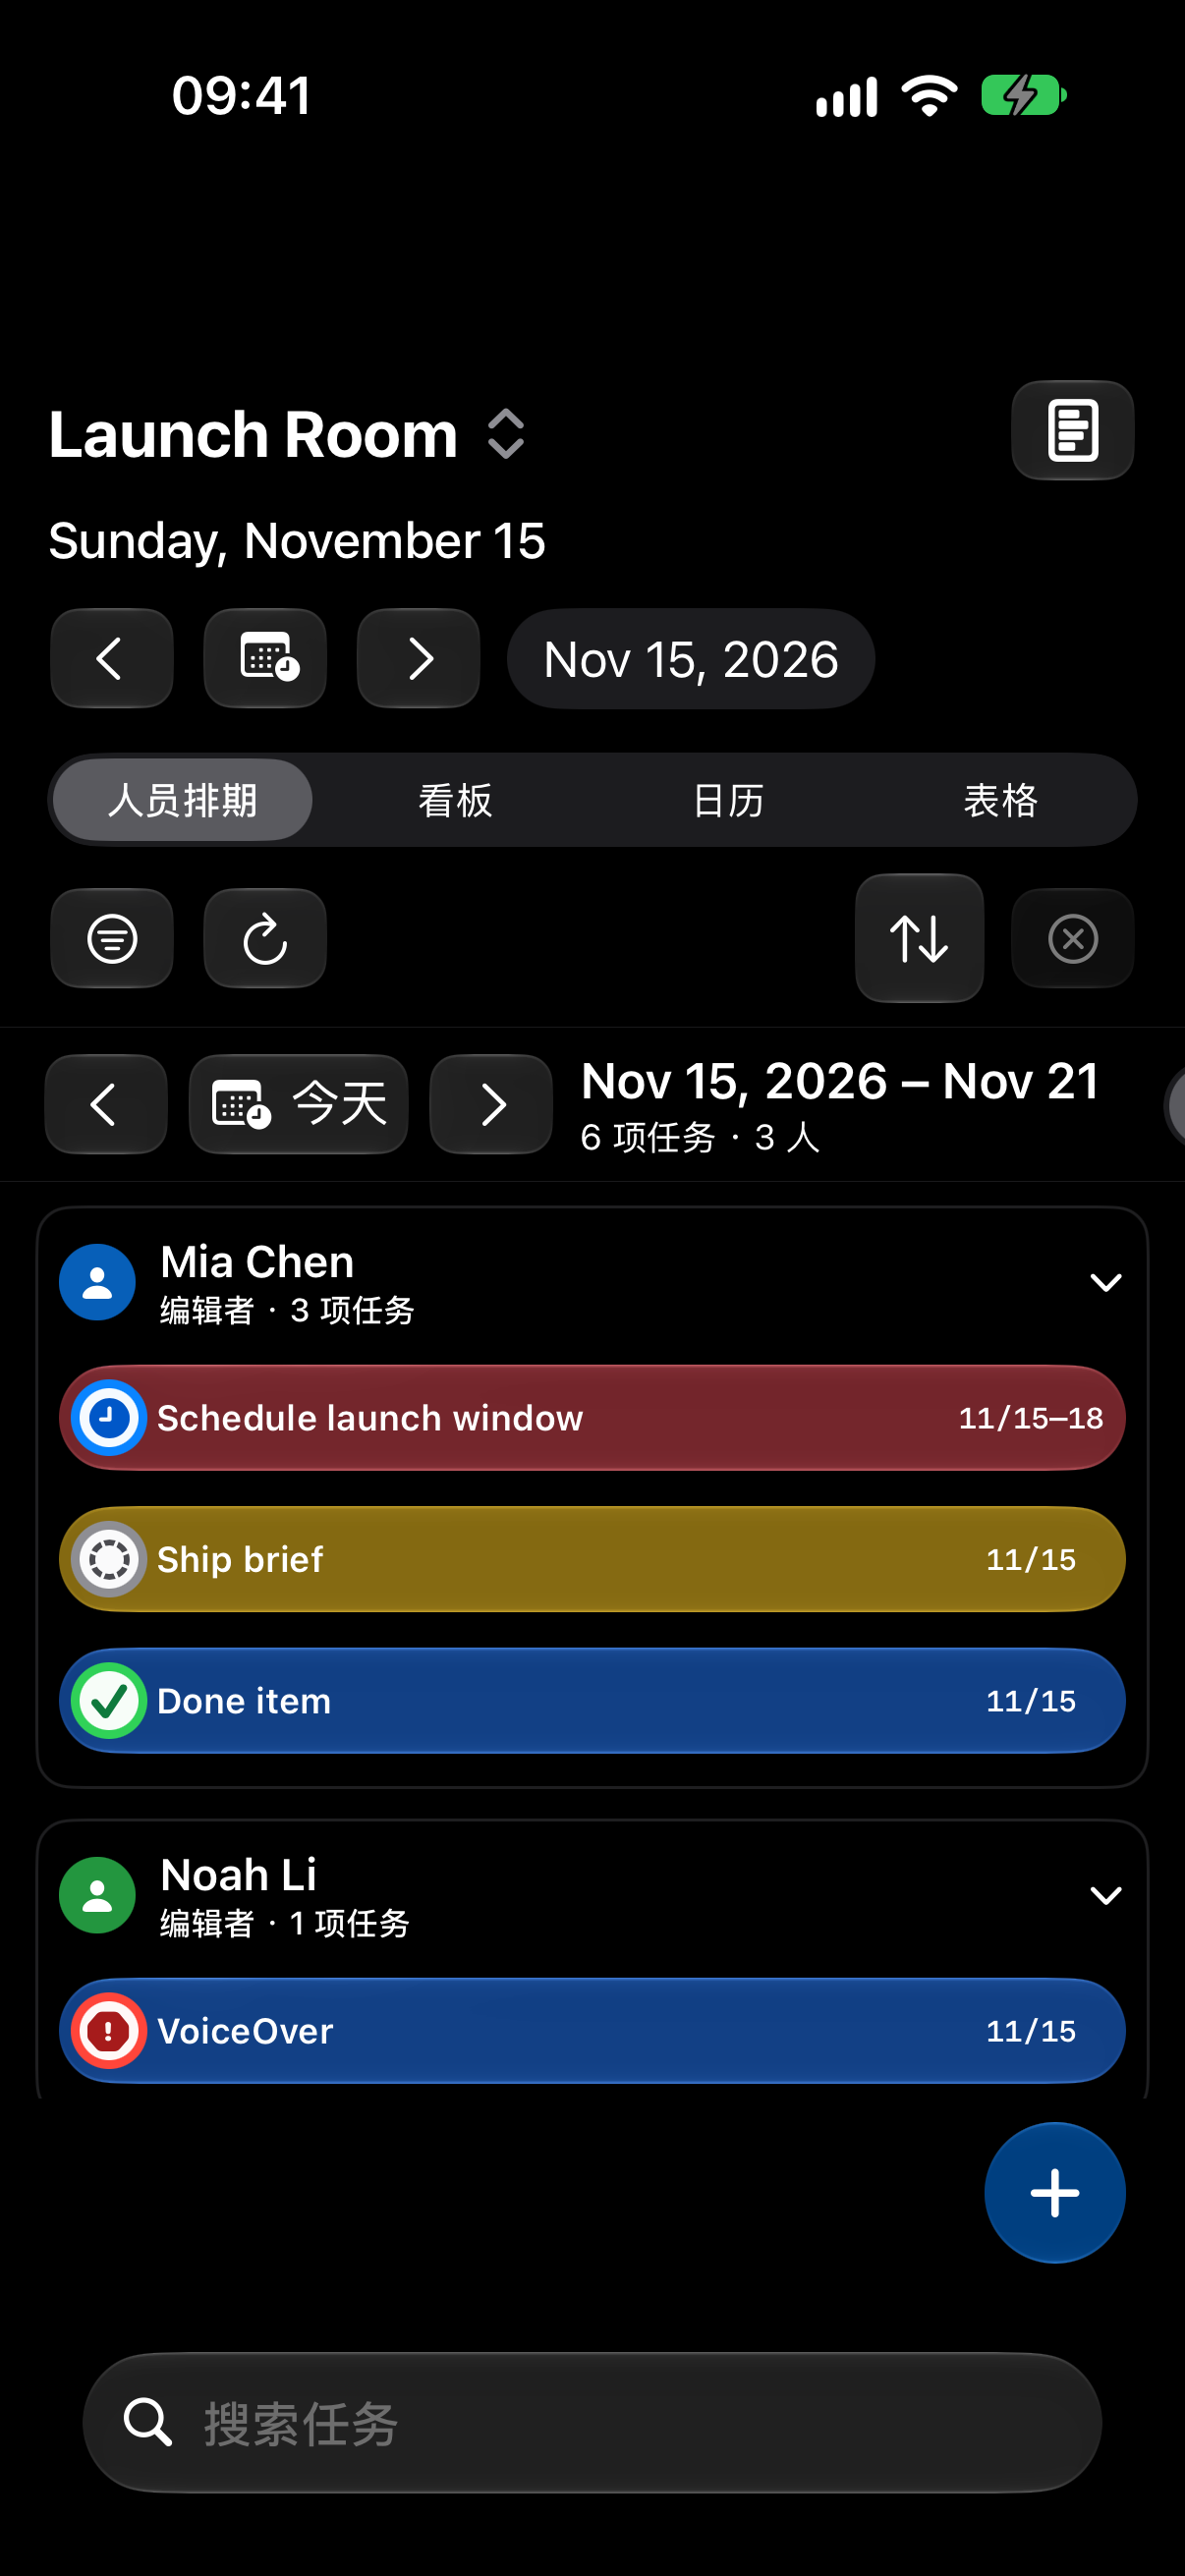 09:41
Launch Room
Sunday, November 15
Nov 15, 2026
人员排期 看板 日历 表格
今天
Nov 15, 2026 – Nov 21
6 项任务 · 3 人
Mia Chen
编辑者 · 3 项任务
Schedule launch window 11/15–18
Ship brief 11/15
Done item 11/15
Noah Li
编辑者 · 1 项任务
VoiceOver 11/15
搜索任务